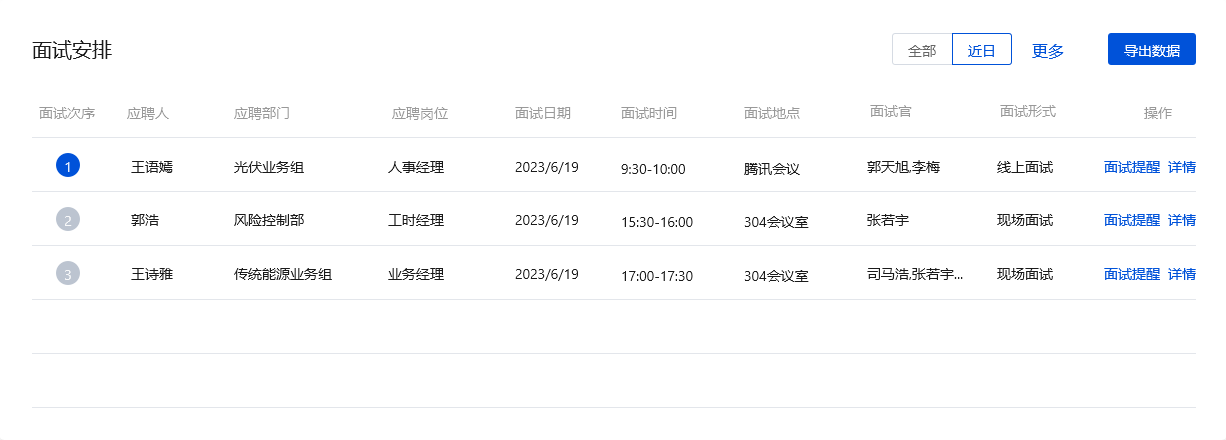 面试安排 全部 近日 更多 导出数据
面试次序 应聘人 应聘部门 应聘岗位 面试日期 面试时间 面试地点 面试官 面试形式 操作
1 王语嫣 光伏业务组 人事经理 2023/6/19 9:30-10:00 腾讯会议 郭天旭,李梅 线上面试 面试提醒 详情
2 郭浩 风险控制部 工时经理 2023/6/19 15:30-16:00 304会议室 张若宇 现场面试 面试提醒 详情
3 王诗雅 传统能源业务组 业务经理 2023/6/19 17:00-17:30 304会议室 司马浩,张若宇... 现场面试 面试提醒 详情